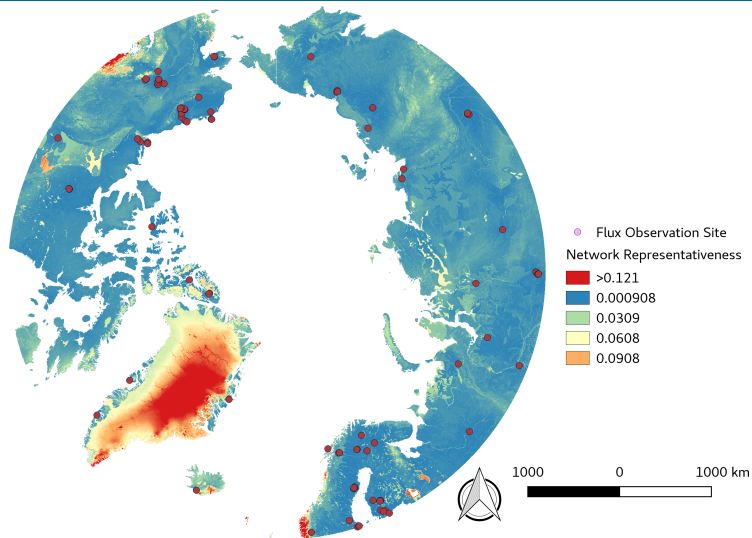 Flux Observation Site
Network Representativeness
>0.121
0.000908
0.0309
0.0608
0.0908
1000 0 1000 km